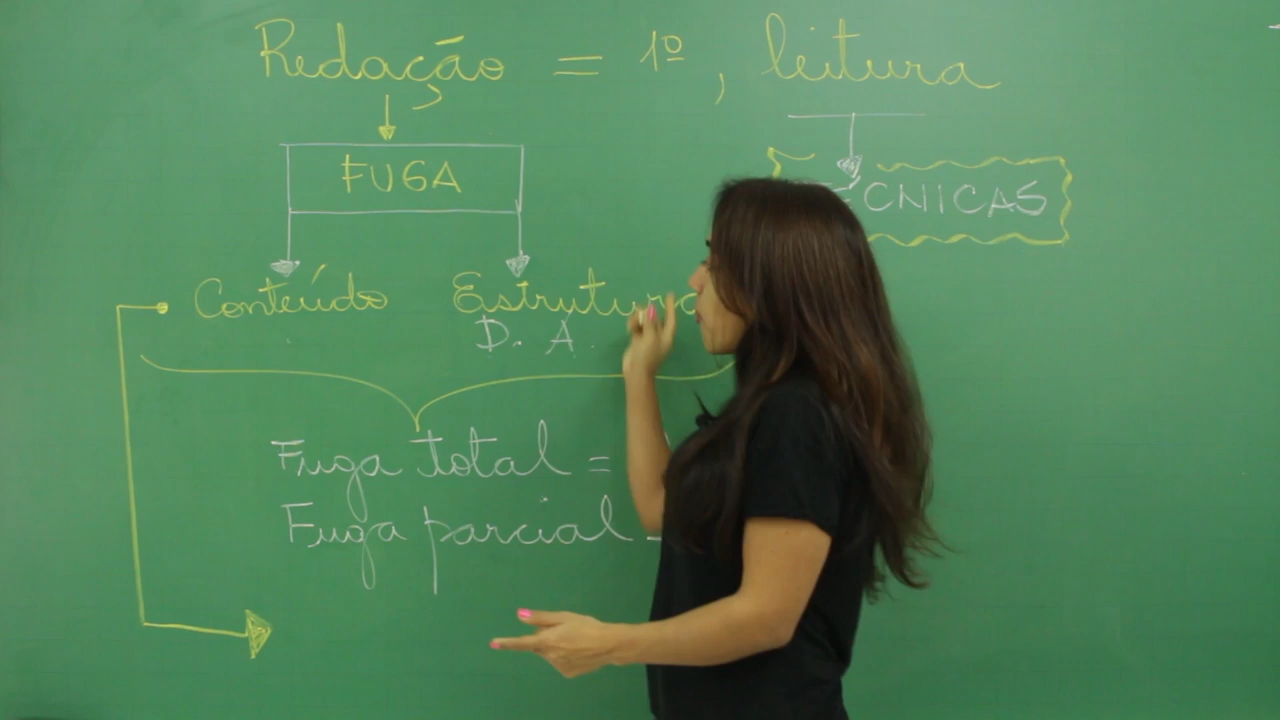 Redação = 1º, leitura
FUGA
CNICAS
Conteúdo Estrutura
D. A.
Fuga total =
Fuga parcial